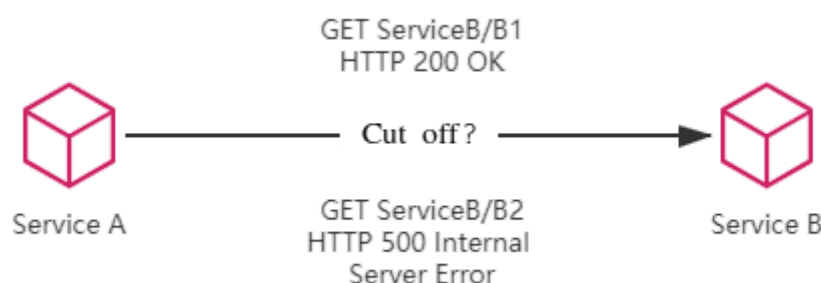 GET ServiceB/B1
HTTP 200 OK
Cut off?
Service A
Service B
GET ServiceB/B2
HTTP 500 Internal
Server Error